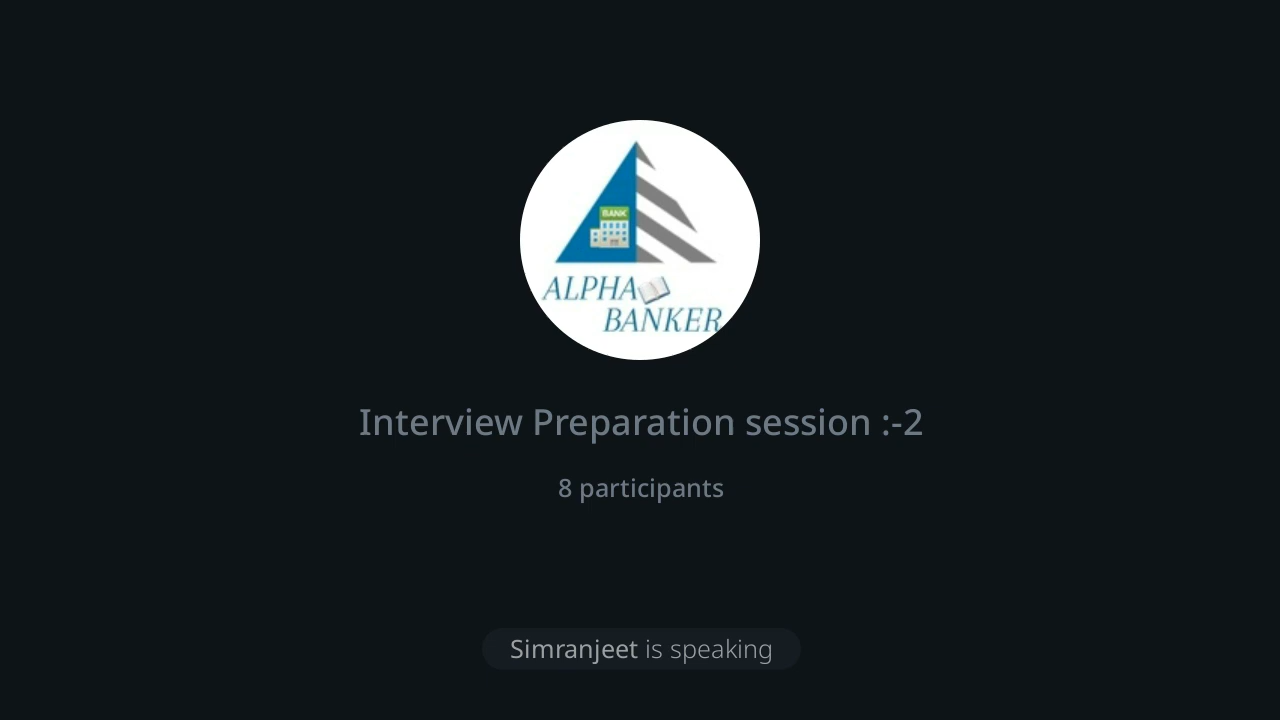 BANK
ALPHA
BANKER
Interview Preparation session :-2
8 participants
Simranjeet is speaking